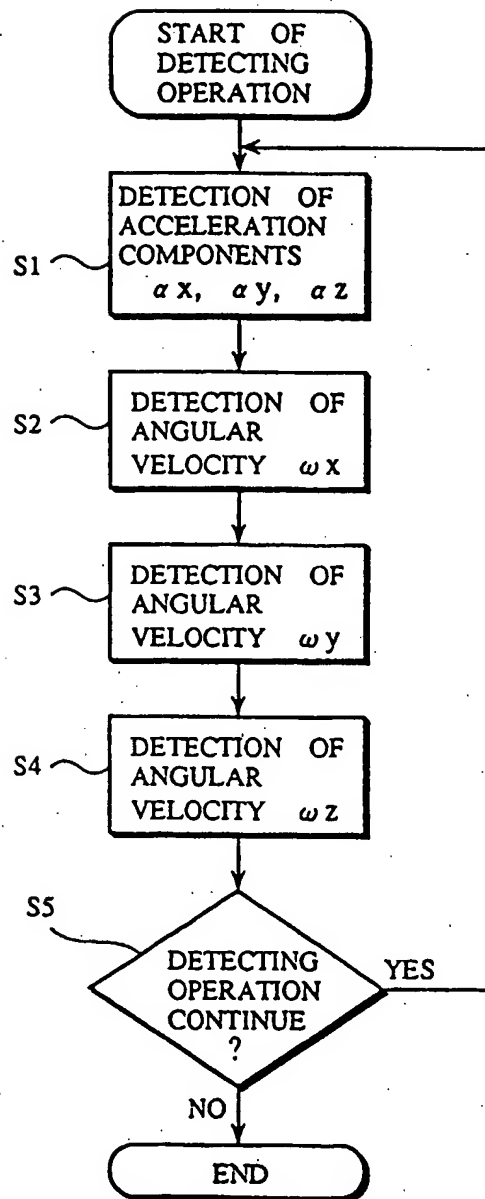 START OF
DETECTING
OPERATION
DETECTION OF
ACCELERATION
COMPONENTS
αx, αy, αz
S1
DETECTION OF
ANGULAR
VELOCITY ωx
S2
DETECTION OF
ANGULAR
VELOCITY ωy
S3
DETECTION OF
ANGULAR
VELOCITY ωz
S4
S5
DETECTING
OPERATION
CONTINUE
?
YES
NO
END